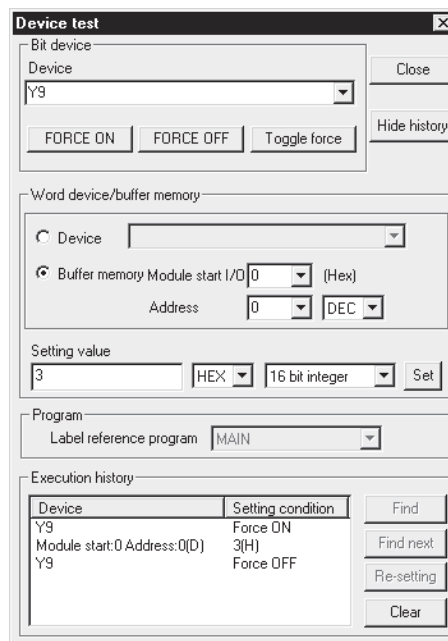 Device test
Bit device
Device
Y9
Close
FORCE ON FORCE OFF Toggle force
Hide history
Word device/buffer memory
Device
Buffer memory Module start I/O 0 (Hex)
Address 0 DEC
Setting value
3 HEX 16 bit integer Set
Program
Label reference program MAIN
Execution history
Device Setting condition
Y9 Force ON
Module start:0 Address:0(D) 3(H)
Y9 Force OFF
Find
Find next
Re-setting
Clear